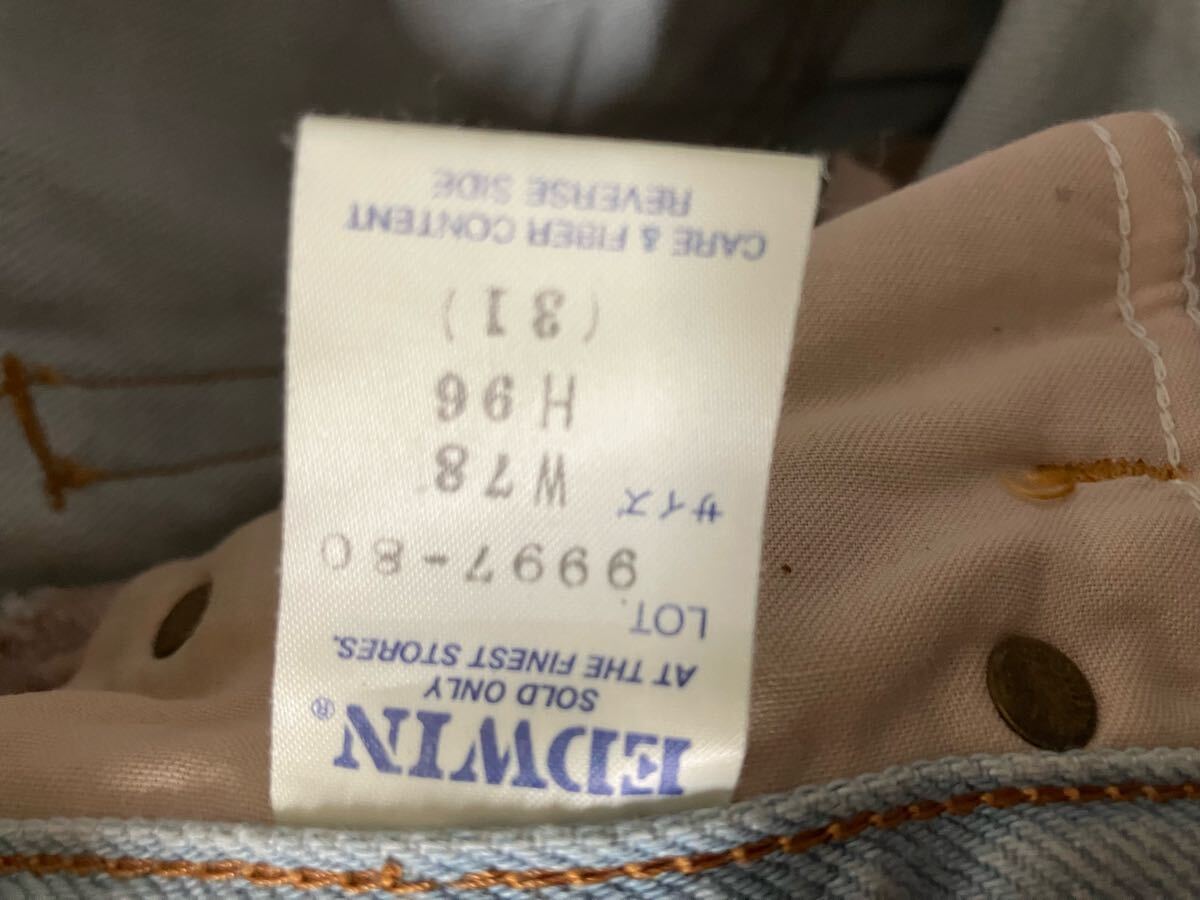 EDWIN®
SOLD ONLY
AT THE FINEST STORES.
LOT
9997-80
サイズ
W78
H96
(31)
CARE & FIBER CONTENT
REVERSE SIDE